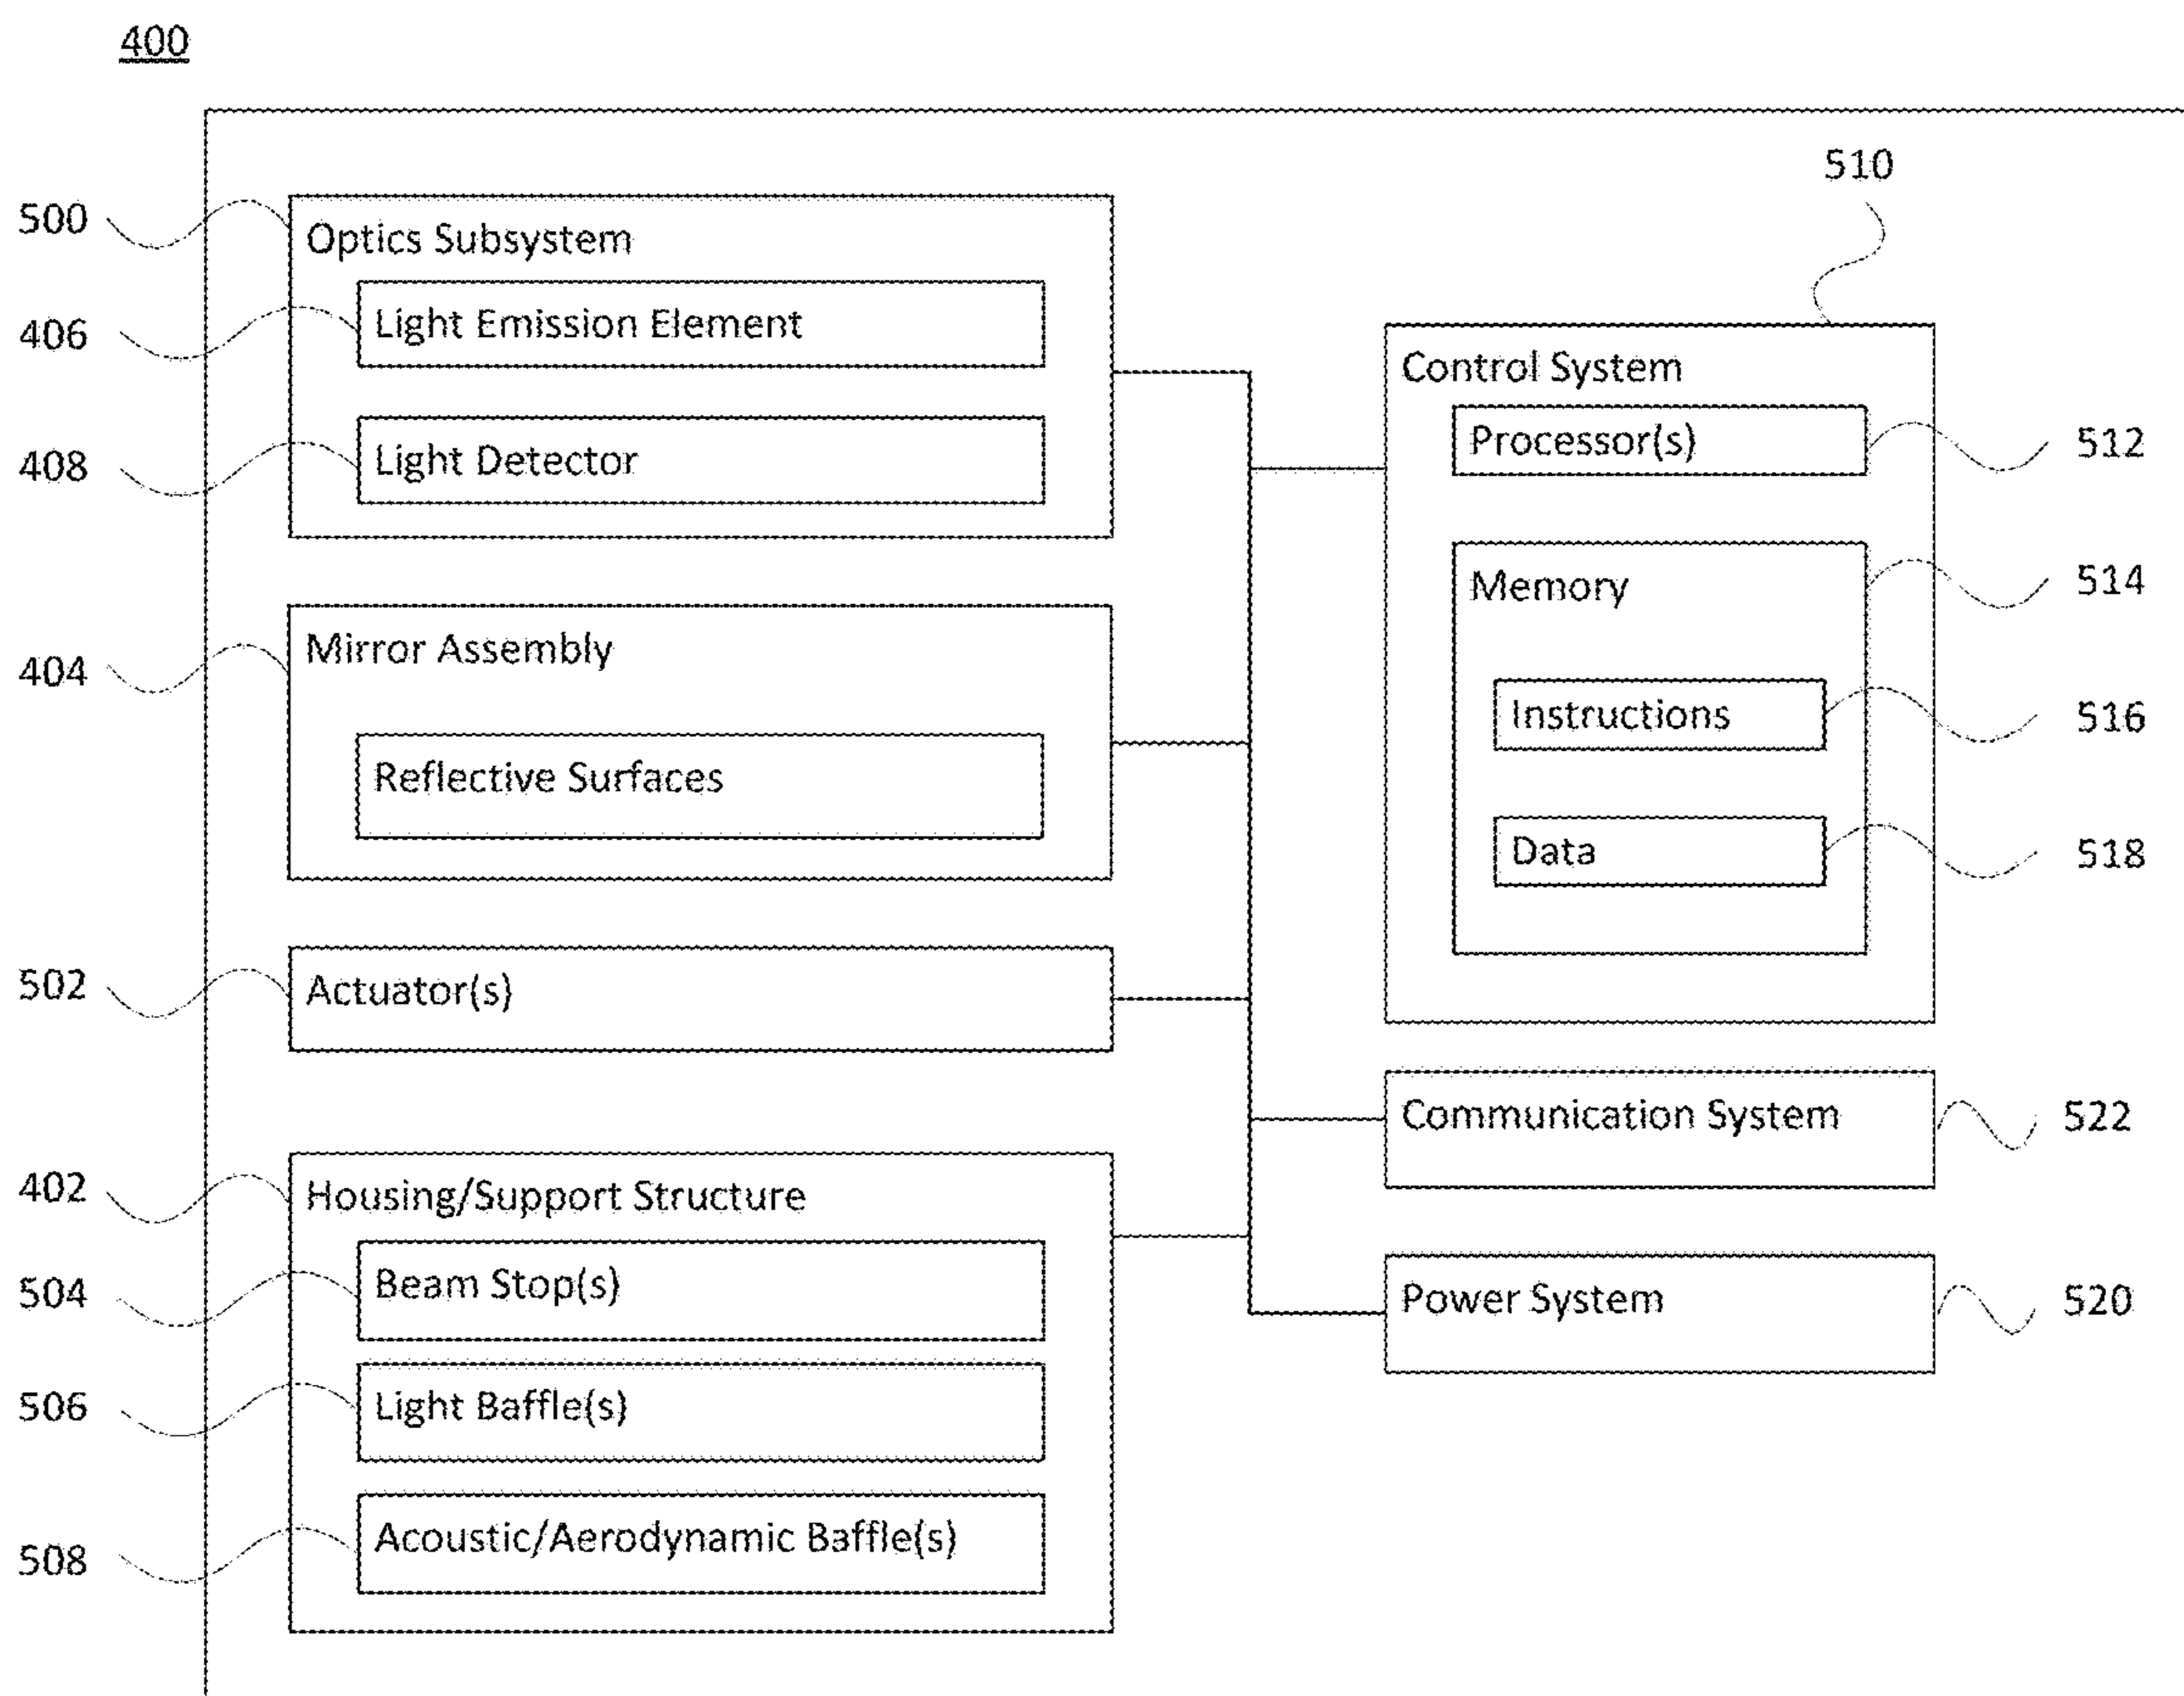 400
510
500
Optics Subsystem
406
Light Emission Element
408
Light Detector
Control System
Processor(s)
512
Memory
514
Instructions
516
Data
518
404
Mirror Assembly
Reflective Surfaces
502
Actuator(s)
Communication System
522
402
Housing/Support Structure
504
Beam Stop(s)
Power System
520
506
Light Baffle(s)
508
Acoustic/Aerodynamic Baffle(s)